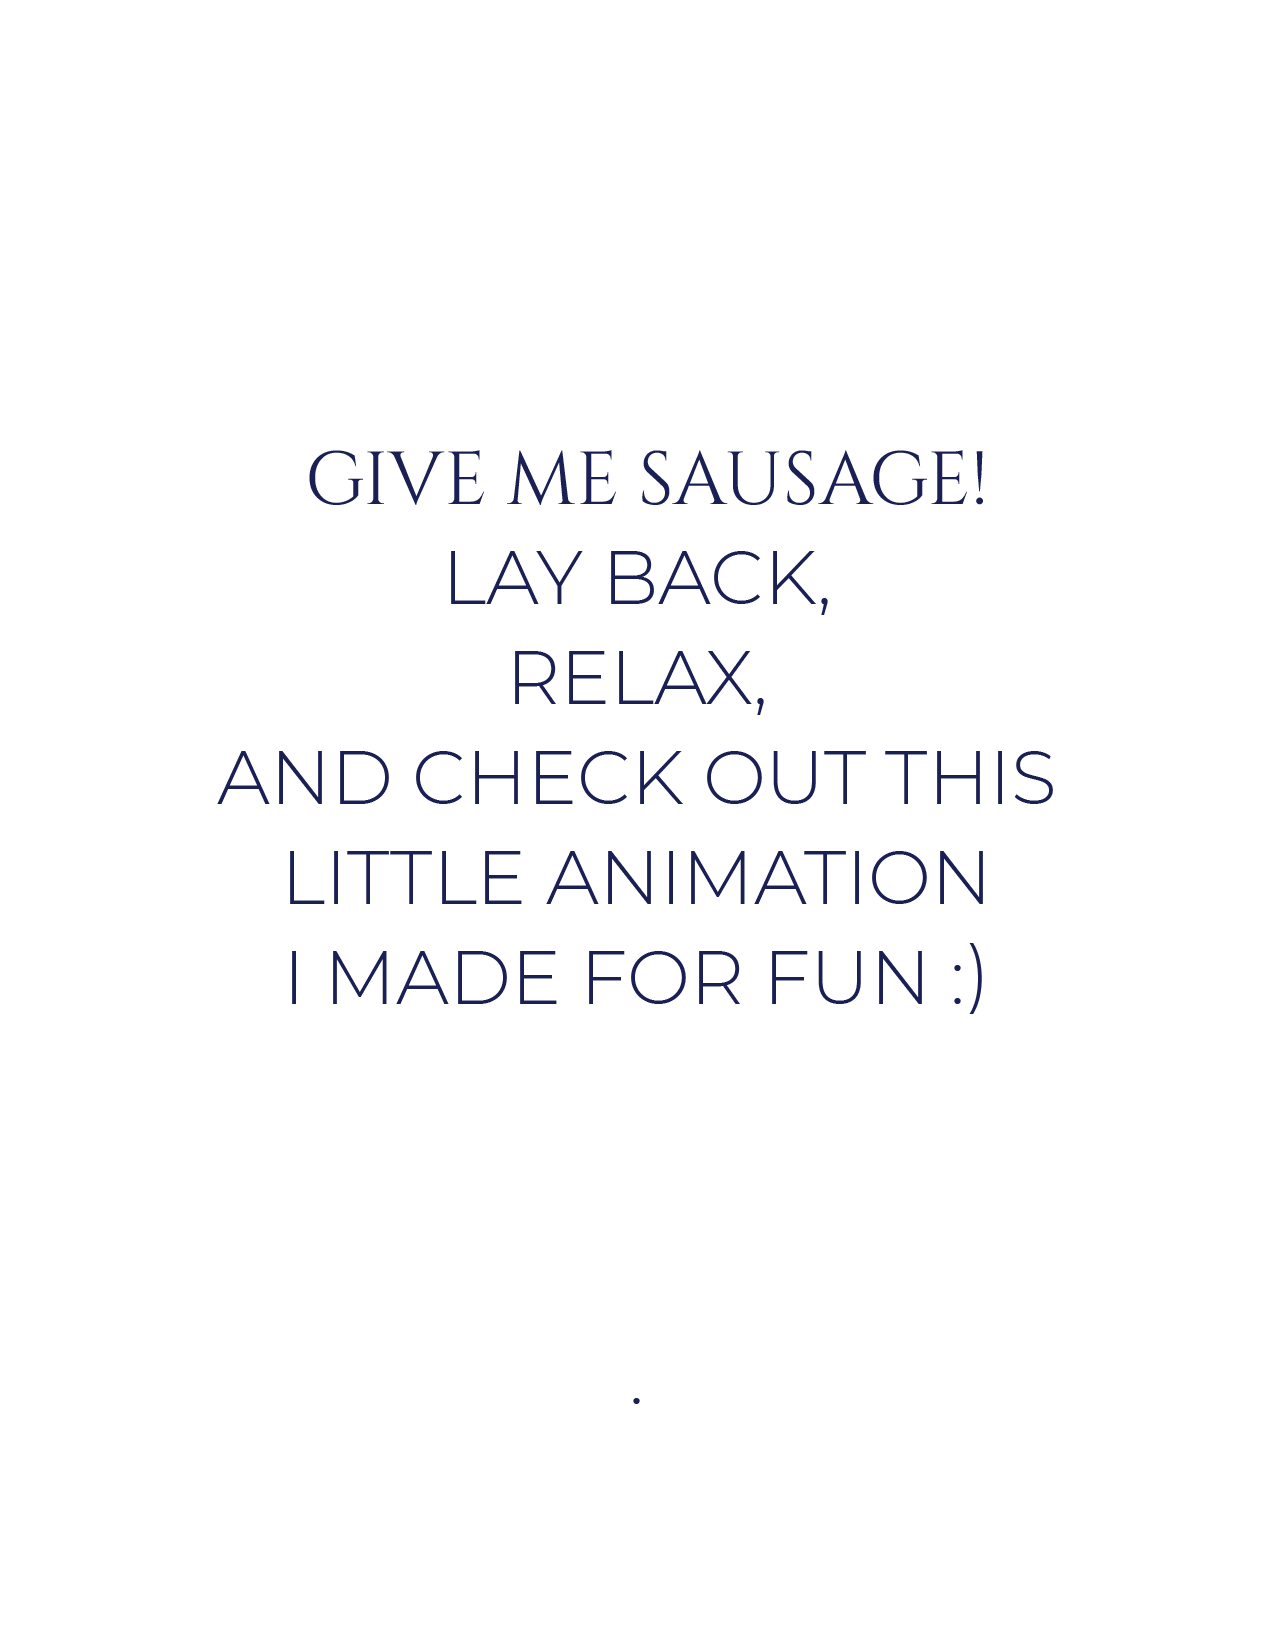 GIVE ME SAUSAGE!
LAY BACK,
RELAX,
AND CHECK OUT THIS
LITTLE ANIMATION
I MADE FOR FUN :)
.